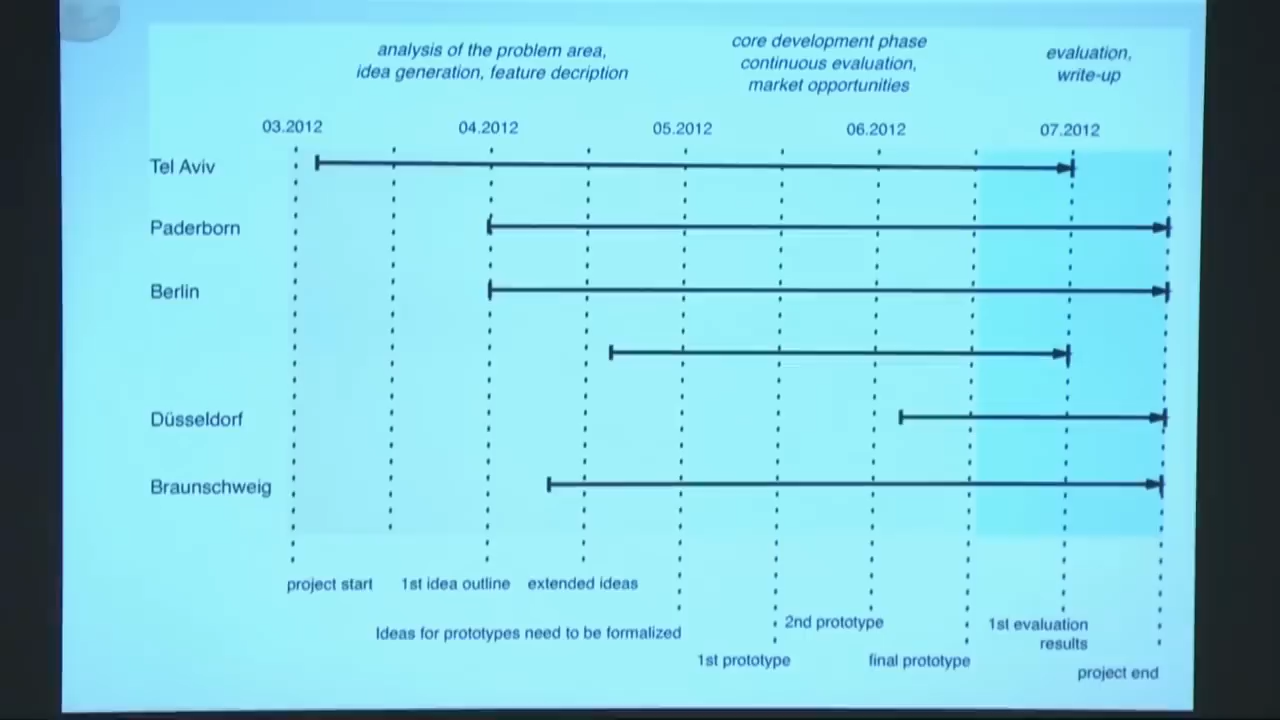 analysis of the problem area,
idea generation, feature decription
core development phase
continuous evaluation,
market opportunities
evaluation,
write-up
03.2012
04.2012
05.2012
06.2012
07.2012
Tel Aviv
Paderborn
Berlin
Düsseldorf
Braunschweig
project start
1st idea outline
extended ideas
Ideas for prototypes need to be formalized
1st prototype
2nd prototype
final prototype
1st evaluation
results
project end